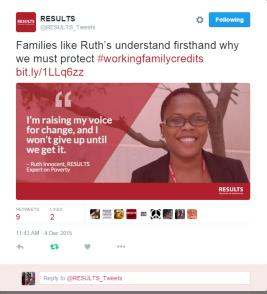 RESULTS
RESULTS
@RESULTS_Tweets
Following
Families like Ruth's understand firsthand why
we must protect #workingfamilycredits
bit.ly/1LLq6zz
I'm raising my voice
for change, and I
won't give up until
we get it.
- Ruth Innocent, RESULTS
Expert on Poverty
RESULTS
RETWEETS
9
LIKES
2
11:43 AM - 4 Dec 2015
Reply to @RESULTS_Tweets